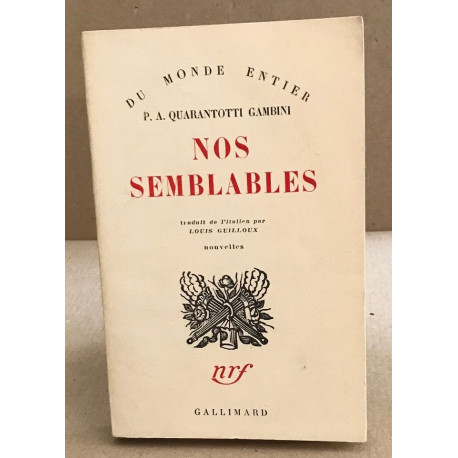 DU MONDE ENTIER
P. A. QUARANTOTTI GAMBINI
NOS
SEMBLABLES
traduit de l'italien par
LOUIS GUILLOUX
nouvelles
nrf
GALLIMARD